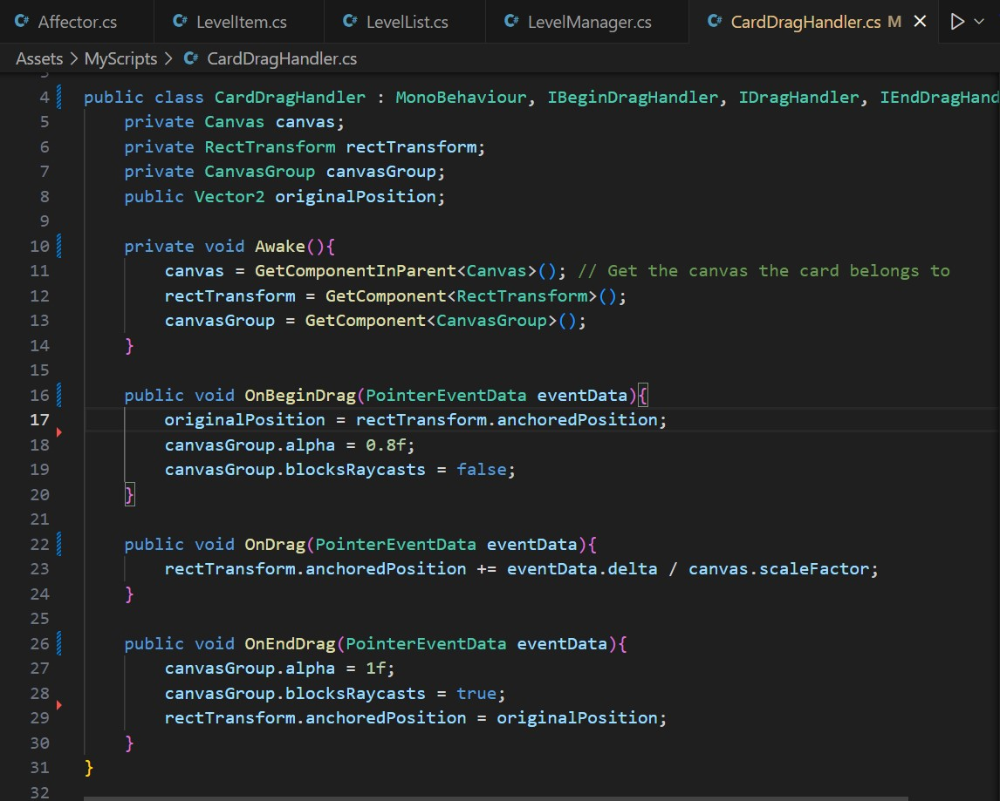 C# Affector.cs C# LevelItem.cs C# LevelList.cs C# LevelManager.cs C# CardDragHandler.cs M
Assets > MyScripts > C# CardDragHandler.cs
4 public class CardDragHandler : MonoBehaviour, IBeginDragHandler, IDragHandler, IEndDragHand
5 private Canvas canvas;
6 private RectTransform rectTransform;
7 private CanvasGroup canvasGroup;
8 public Vector2 originalPosition;
9
10 private void Awake(){
11 canvas = GetComponentInParent<Canvas>(); // Get the canvas the card belongs to
12 rectTransform = GetComponent<RectTransform>();
13 canvasGroup = GetComponent<CanvasGroup>();
14 }
15
16 public void OnBeginDrag(PointerEventData eventData){
17 originalPosition = rectTransform.anchoredPosition;
18 canvasGroup.alpha = 0.8f;
19 canvasGroup.blocksRaycasts = false;
20 }
21
22 public void OnDrag(PointerEventData eventData){
23 rectTransform.anchoredPosition += eventData.delta / canvas.scaleFactor;
24 }
25
26 public void OnEndDrag(PointerEventData eventData){
27 canvasGroup.alpha = 1f;
28 canvasGroup.blocksRaycasts = true;
29 rectTransform.anchoredPosition = originalPosition;
30 }
31 }
32